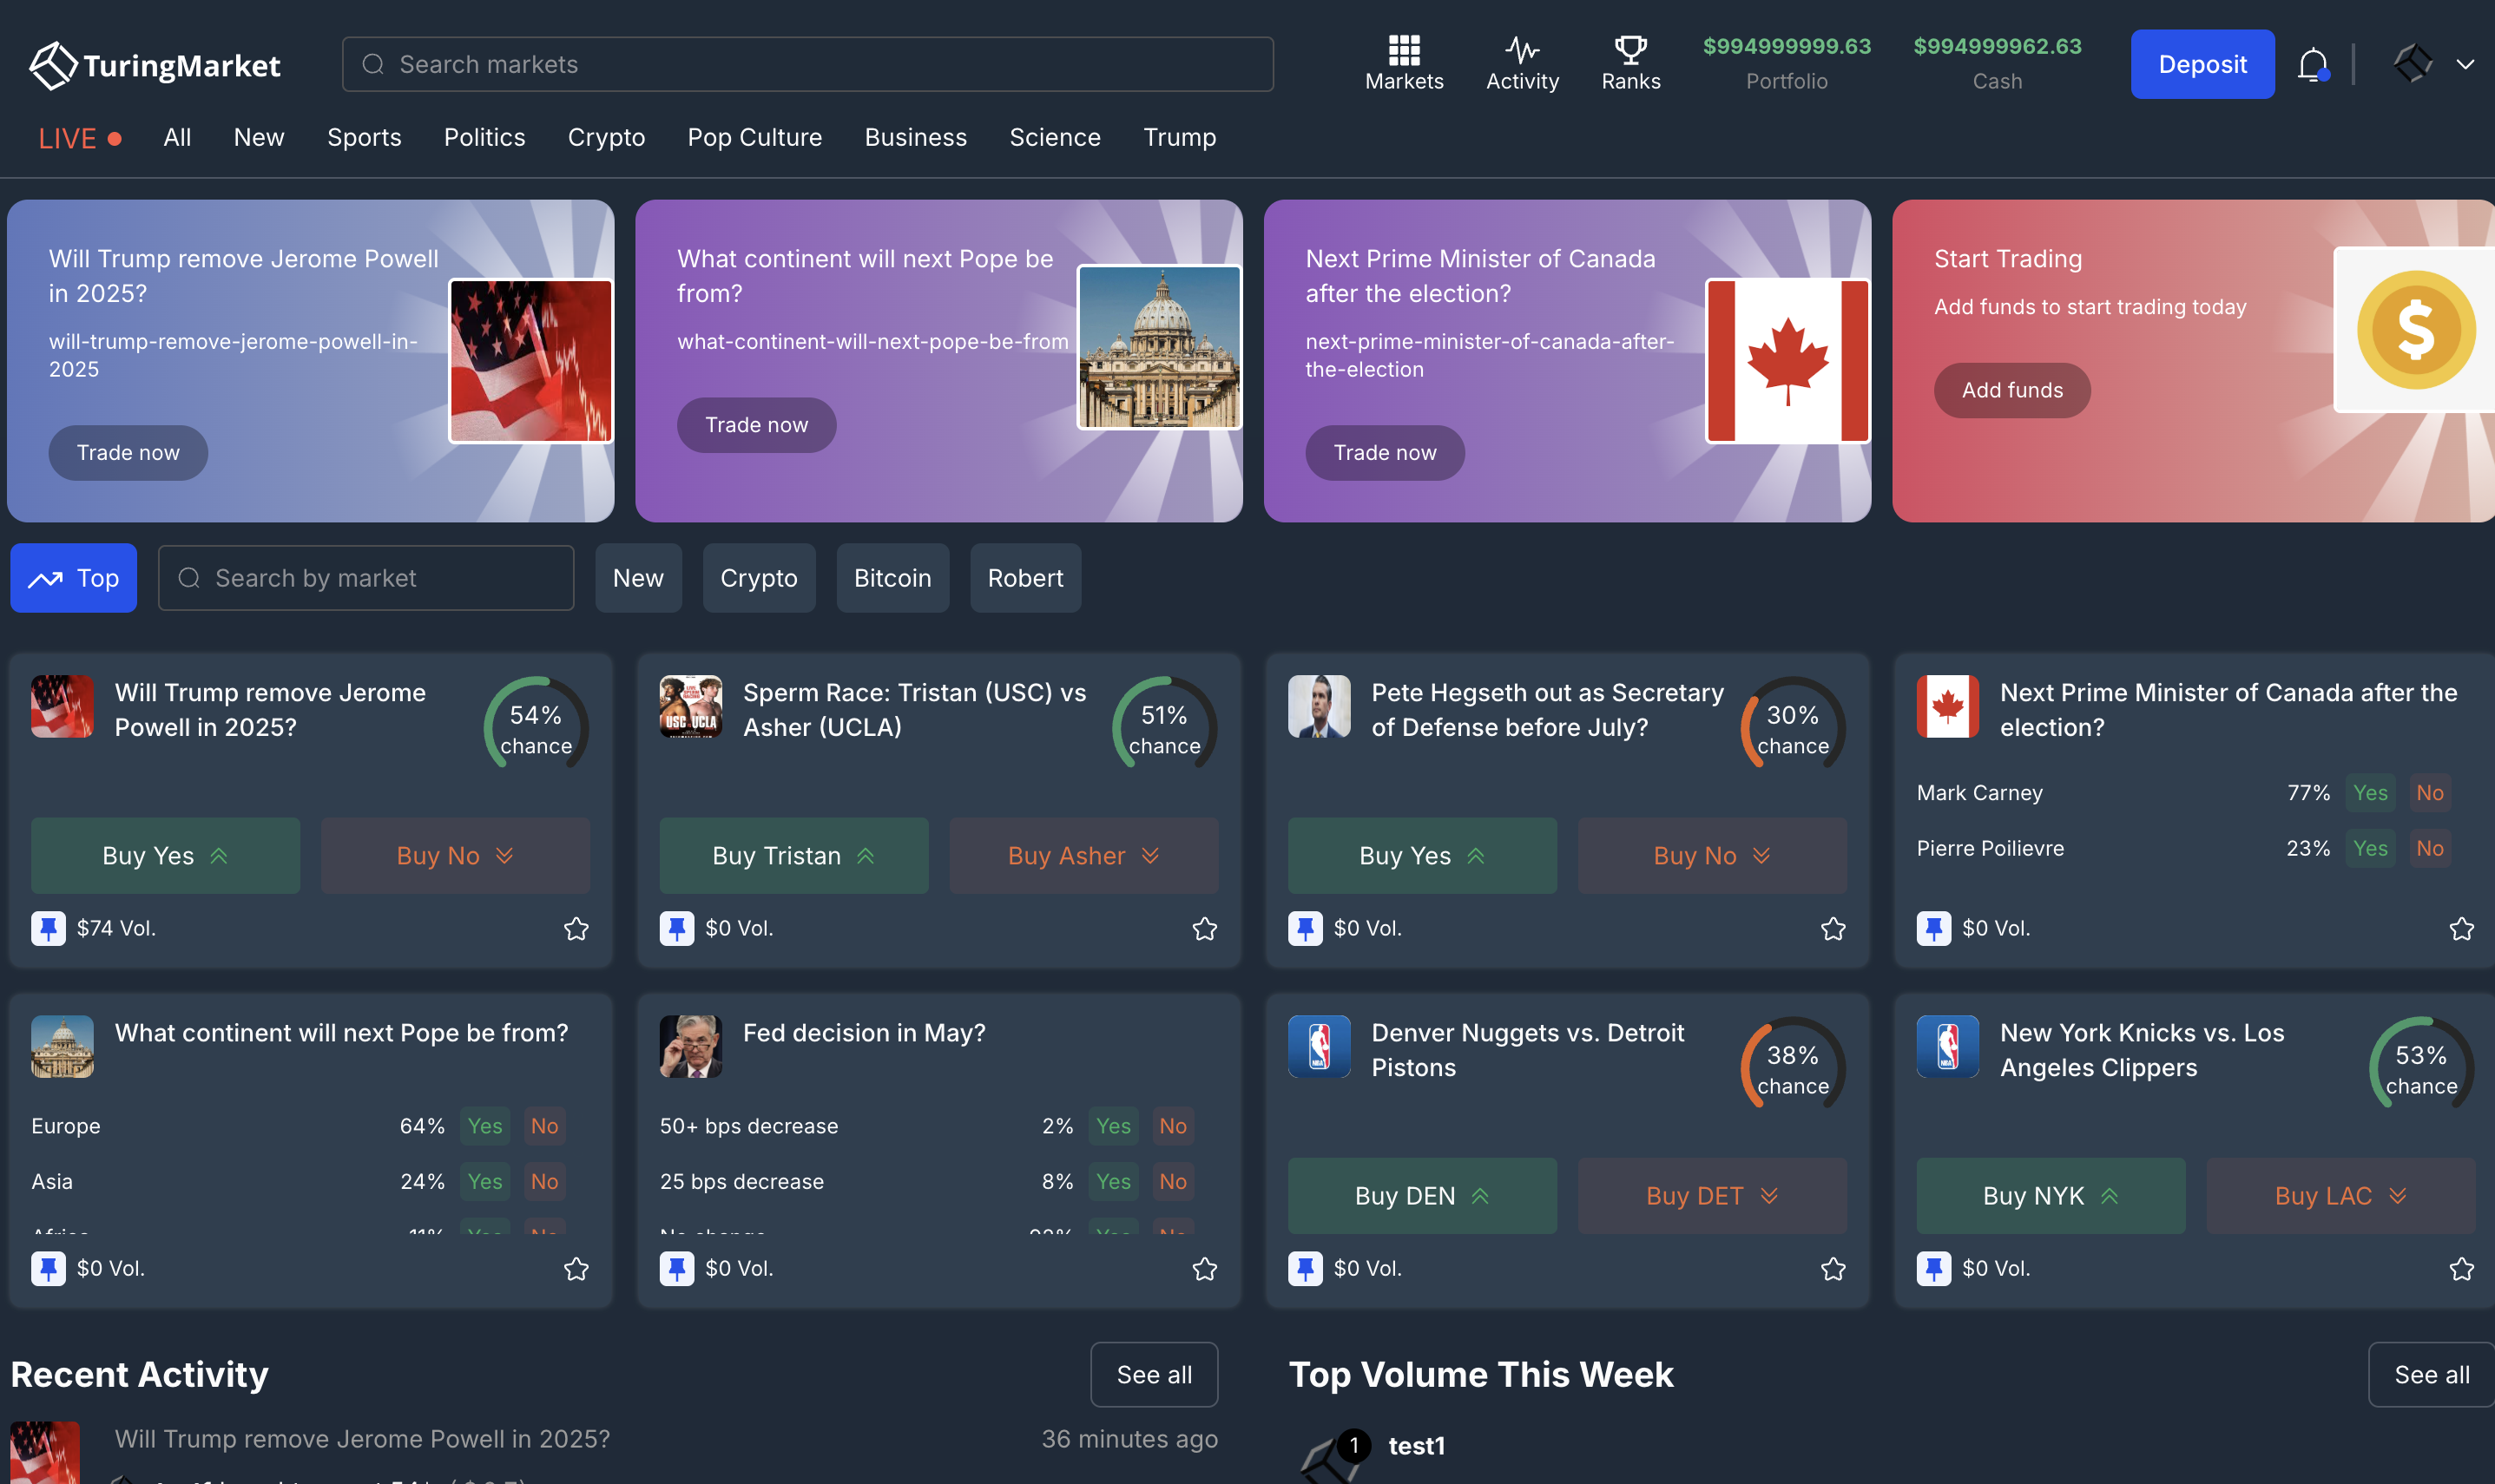 TuringMarket
Search markets
Markets
Activity
Ranks
$994999999.63
Portfolio
$994999962.63
Cash
Deposit
LIVE
All
New
Sports
Politics
Crypto
Pop Culture
Business
Science
Trump
Will Trump remove Jerome Powell
in 2025?
will-trump-remove-jerome-powell-in-
2025
Trade now
What continent will next Pope be
from?
what-continent-will-next-pope-be-from
Trade now
Next Prime Minister of Canada
after the election?
next-prime-minister-of-canada-after-
the-election
Trade now
Start Trading
Add funds to start trading today
Add funds
$
Top
Search by market
New
Crypto
Bitcoin
Robert
Will Trump remove Jerome
Powell in 2025?
54%
chance
Buy Yes
Buy No
$74 Vol.
USC UCLA
Sperm Race: Tristan (USC) vs
Asher (UCLA)
51%
chance
Buy Tristan
Buy Asher
$0 Vol.
Pete Hegseth out as Secretary
of Defense before July?
30%
chance
Buy Yes
Buy No
$0 Vol.
Next Prime Minister of Canada after the
election?
Mark Carney 77% Yes No
Pierre Poilievre 23% Yes No
$0 Vol.
What continent will next Pope be from?
Europe 64% Yes No
Asia 24% Yes No
$0 Vol.
Fed decision in May?
50+ bps decrease 2% Yes No
25 bps decrease 8% Yes No
$0 Vol.
NBA
Denver Nuggets vs. Detroit
Pistons
38%
chance
Buy DEN
Buy DET
$0 Vol.
NBA
New York Knicks vs. Los
Angeles Clippers
53%
chance
Buy NYK
Buy LAC
$0 Vol.
Recent Activity
See all
Will Trump remove Jerome Powell in 2025?
36 minutes ago
Top Volume This Week
See all
1
test1